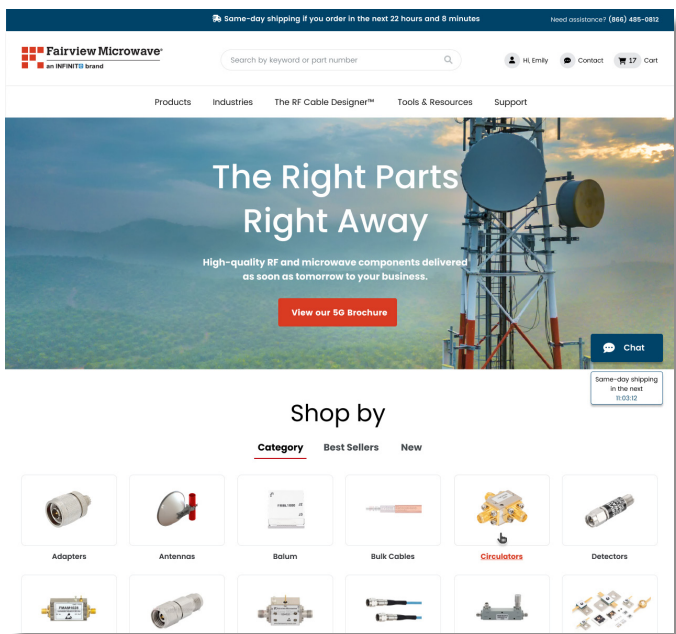 Same-day shipping if you order in the next 22 hours and 8 minutes
Need assistance? (866) 485-0812
Fairview Microwave®
an INFINIT brand
Search by keyword or part number
Hi, Emily
Contact
17 Cart
Products Industries The RF Cable Designer™ Tools & Resources Support
The Right Parts
Right Away
High-quality RF and microwave components delivered
as soon as tomorrow to your business.
View our 5G Brochure
Chat
Same-day shipping
in the next
11:03:12
Shop by
Category Best Sellers New
Adapters Antennas Balum Bulk Cables Circulators Detectors